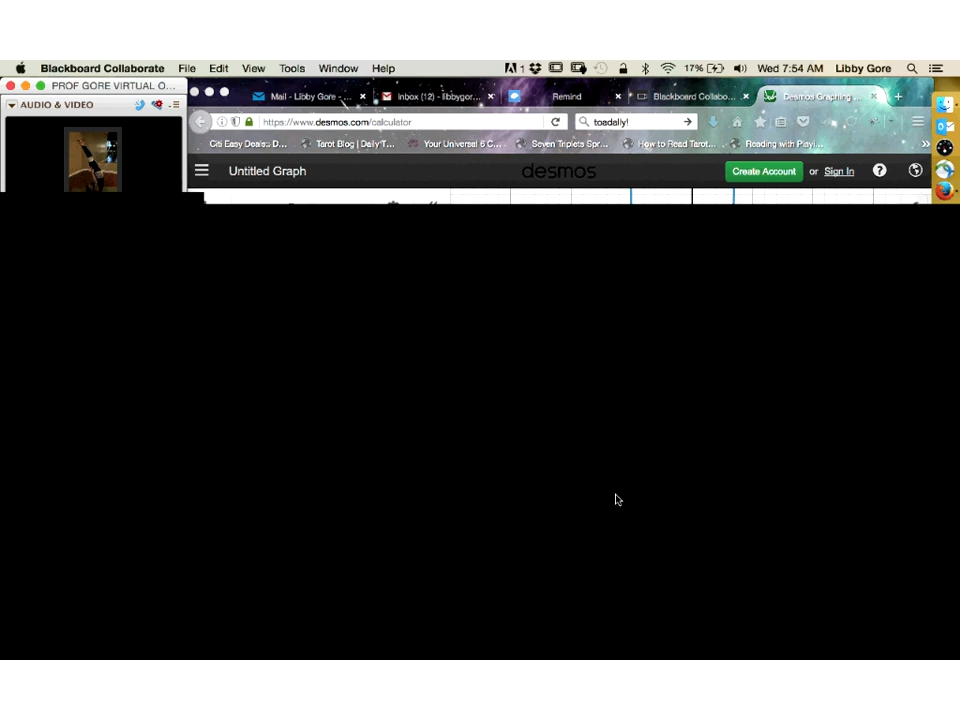 Blackboard Collaborate File Edit View Tools Window Help 1 17% Wed 7:54 AM Libby Gore
PROF GORE VIRTUAL O...
Mail - Libby Gore - ... Inbox (12) - libbygor... Remind Blackboard Collabo... Desmos Graphing ...
AUDIO & VIDEO
https://www.desmos.com/calculator toadally!
Citi Easy Deals: D... Tarot Blog | Daily T... Your Universal 6 C... Seven Triplets Spr... How to Read Tarot... Reading with Playi...
Untitled Graph desmos Create Account or Sign In ?